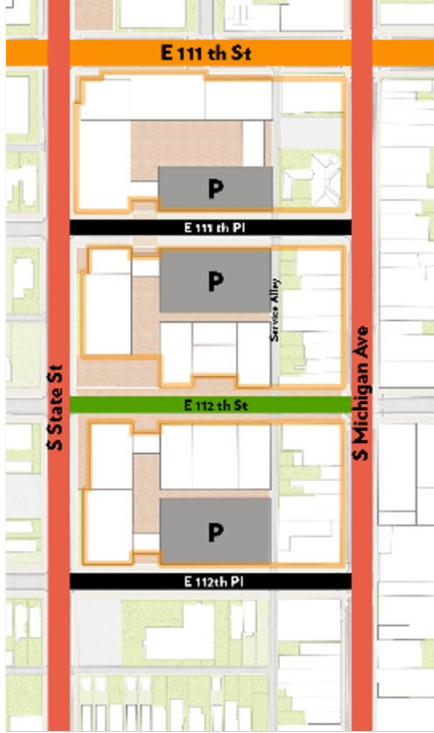 E 111 th St
P
E 111 th Pl
P
Service Alley
S State St
S Michigan Ave
E 112 th St
P
E 112th Pl